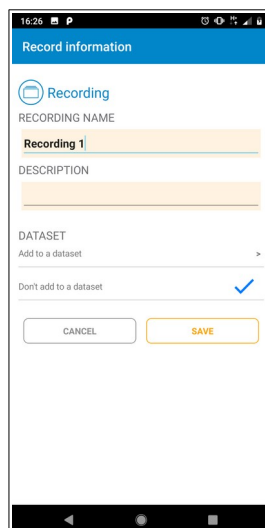 16:26
Record information
Recording
RECORDING NAME
Recording 1
DESCRIPTION
DATASET
Add to a dataset >
Don't add to a dataset
CANCEL SAVE